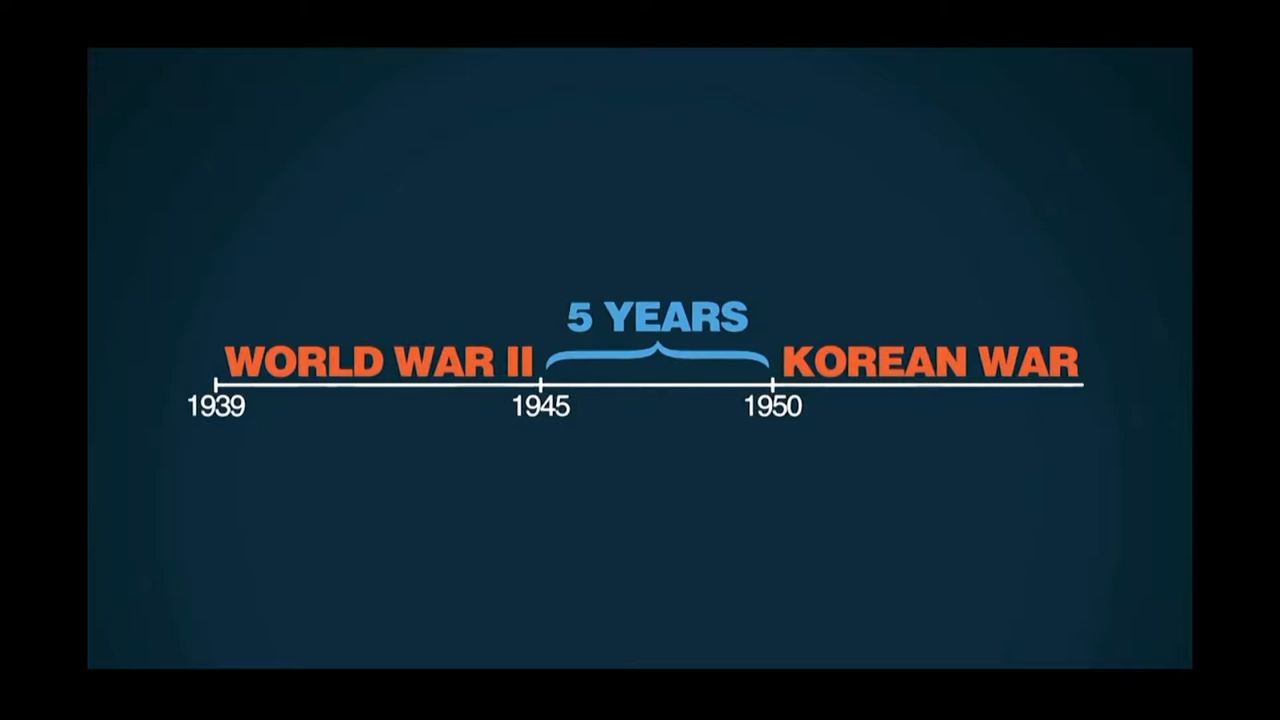 5 YEARS
WORLD WAR II
KOREAN WAR
1939
1945
1950